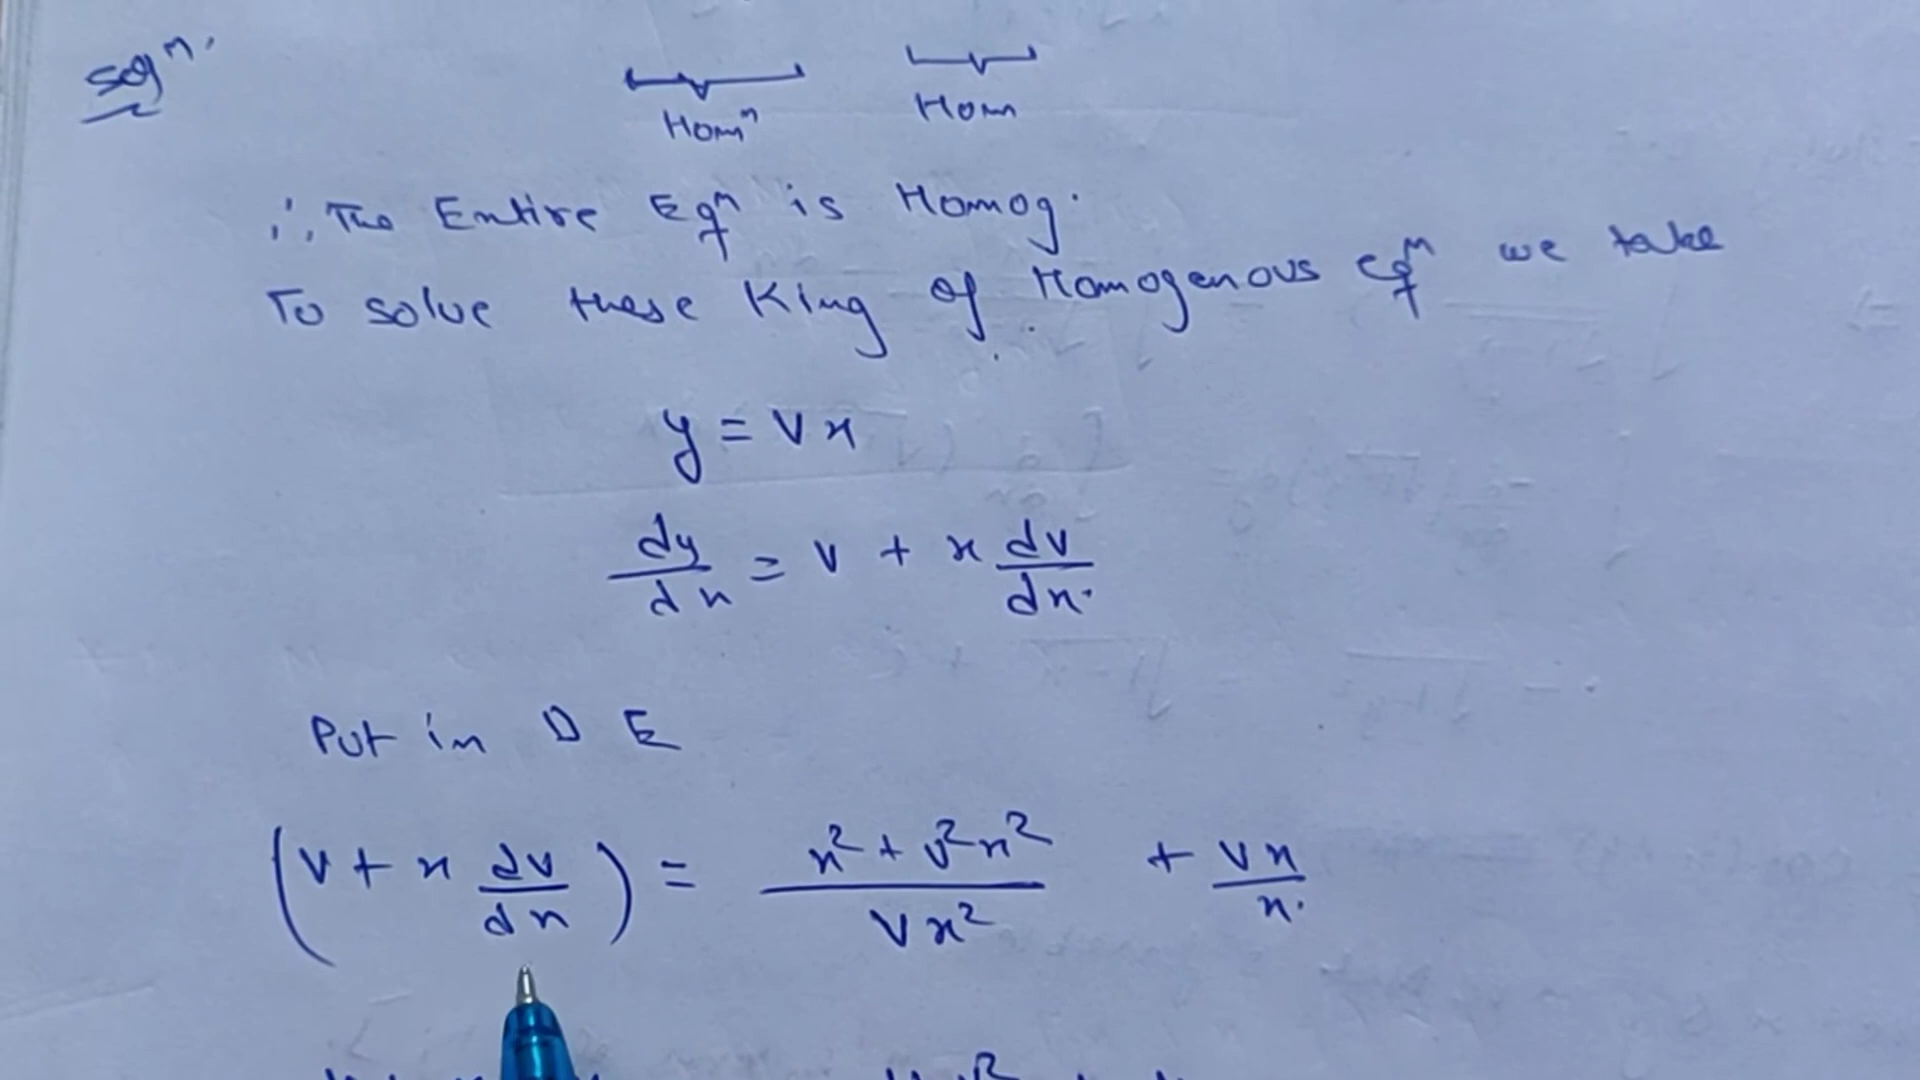 Solⁿ.
Homⁿ Hom
∴ The Entire Eqⁿ is Homog.
To solve these King of Homogenous eqⁿ we take
y = vx
dy/dx = v + x dv/dx.
Put in D E
(v + x dv/dx) = x² + v²x² / vx² + vx/x.